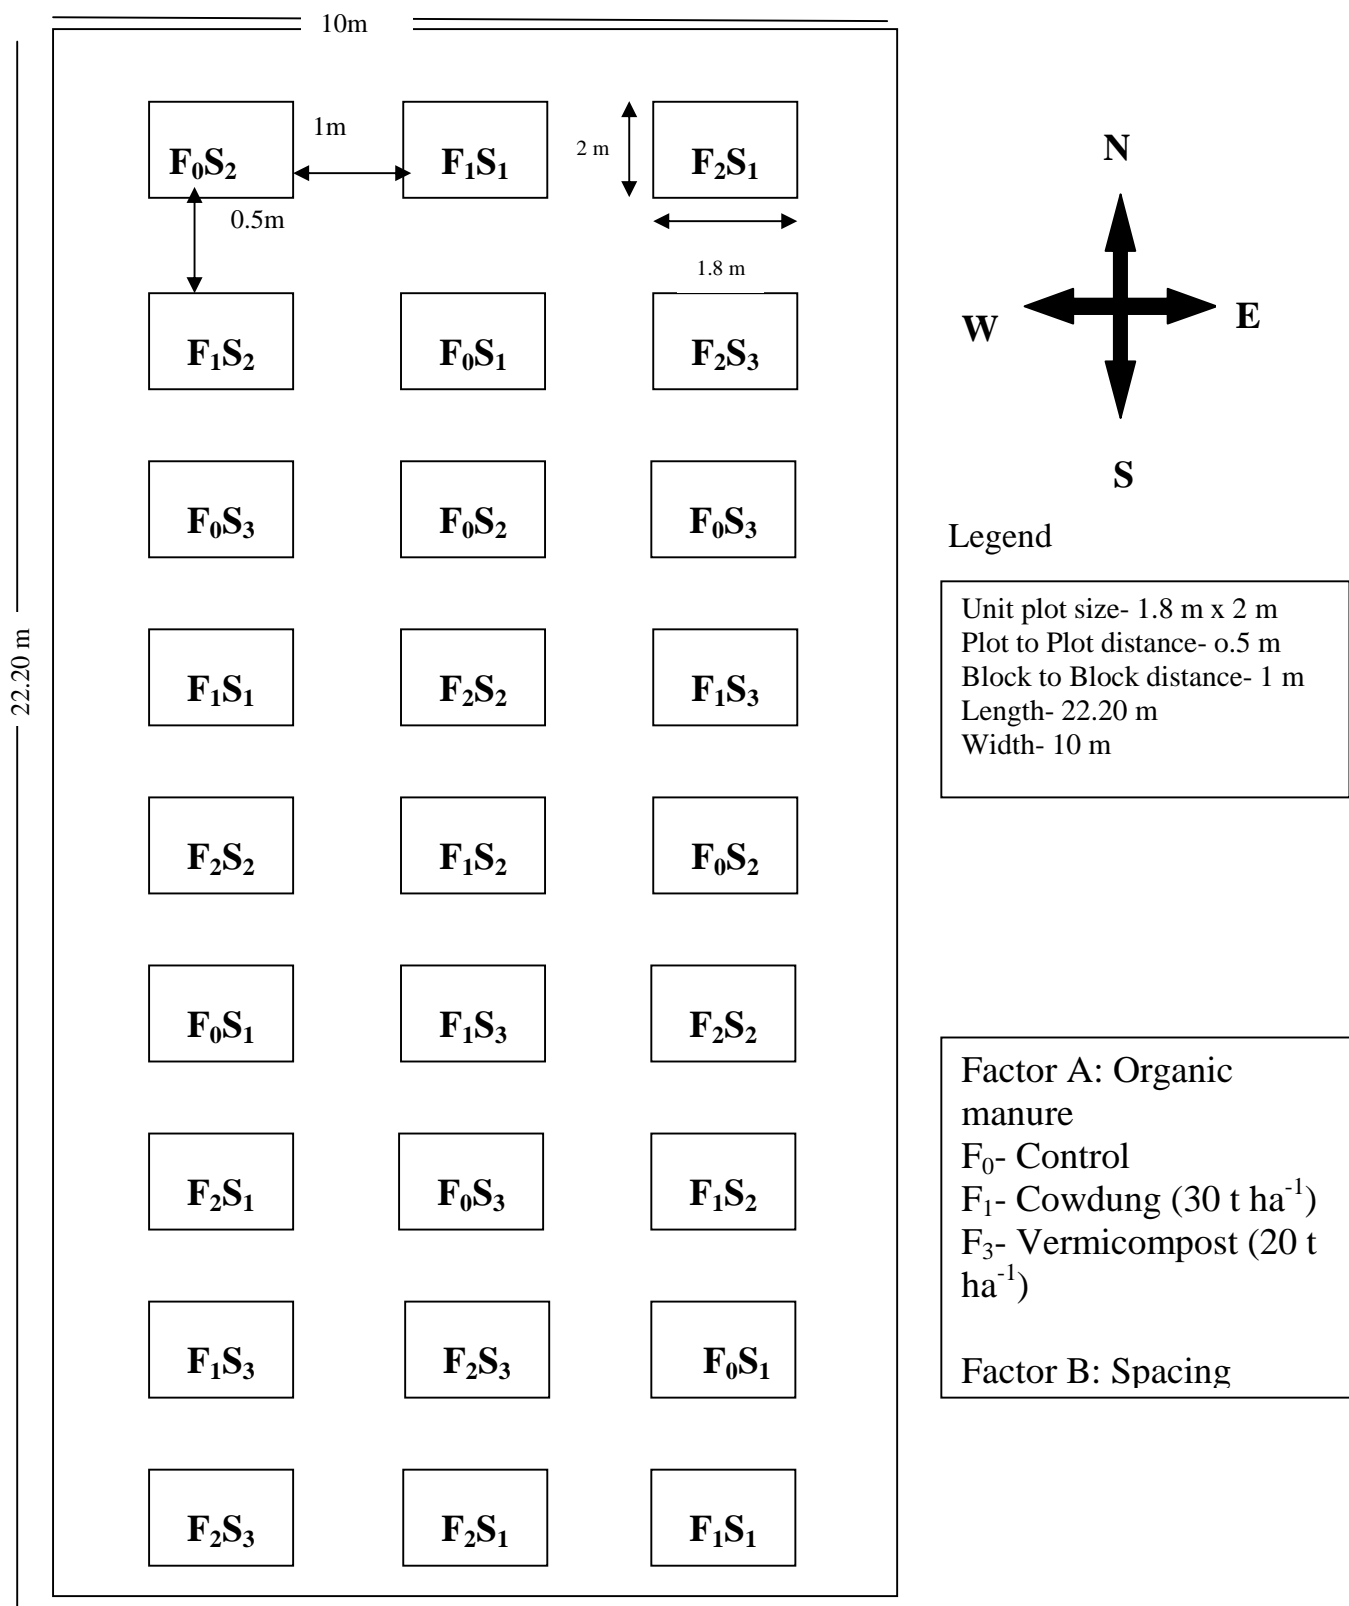 10m
1m
2 m
F₀S₂ F₁S₁ F₂S₁
0.5m
1.8 m
F₁S₂ F₀S₁ F₂S₃
F₀S₃ F₀S₂ F₀S₃
F₁S₁ F₂S₂ F₁S₃
22.20 m
F₂S₂ F₁S₂ F₀S₂
F₀S₁ F₁S₃ F₂S₂
F₂S₁ F₀S₃ F₁S₂
F₁S₃ F₂S₃ F₀S₁
F₂S₃ F₂S₁ F₁S₁
N
W E
S
Legend
Unit plot size- 1.8 m x 2 m
Plot to Plot distance- o.5 m
Block to Block distance- 1 m
Length- 22.20 m
Width- 10 m
Factor A: Organic
manure
F₀- Control
F₁- Cowdung (30 t ha⁻¹)
F₃- Vermicompost (20 t
ha⁻¹)
Factor B: Spacing